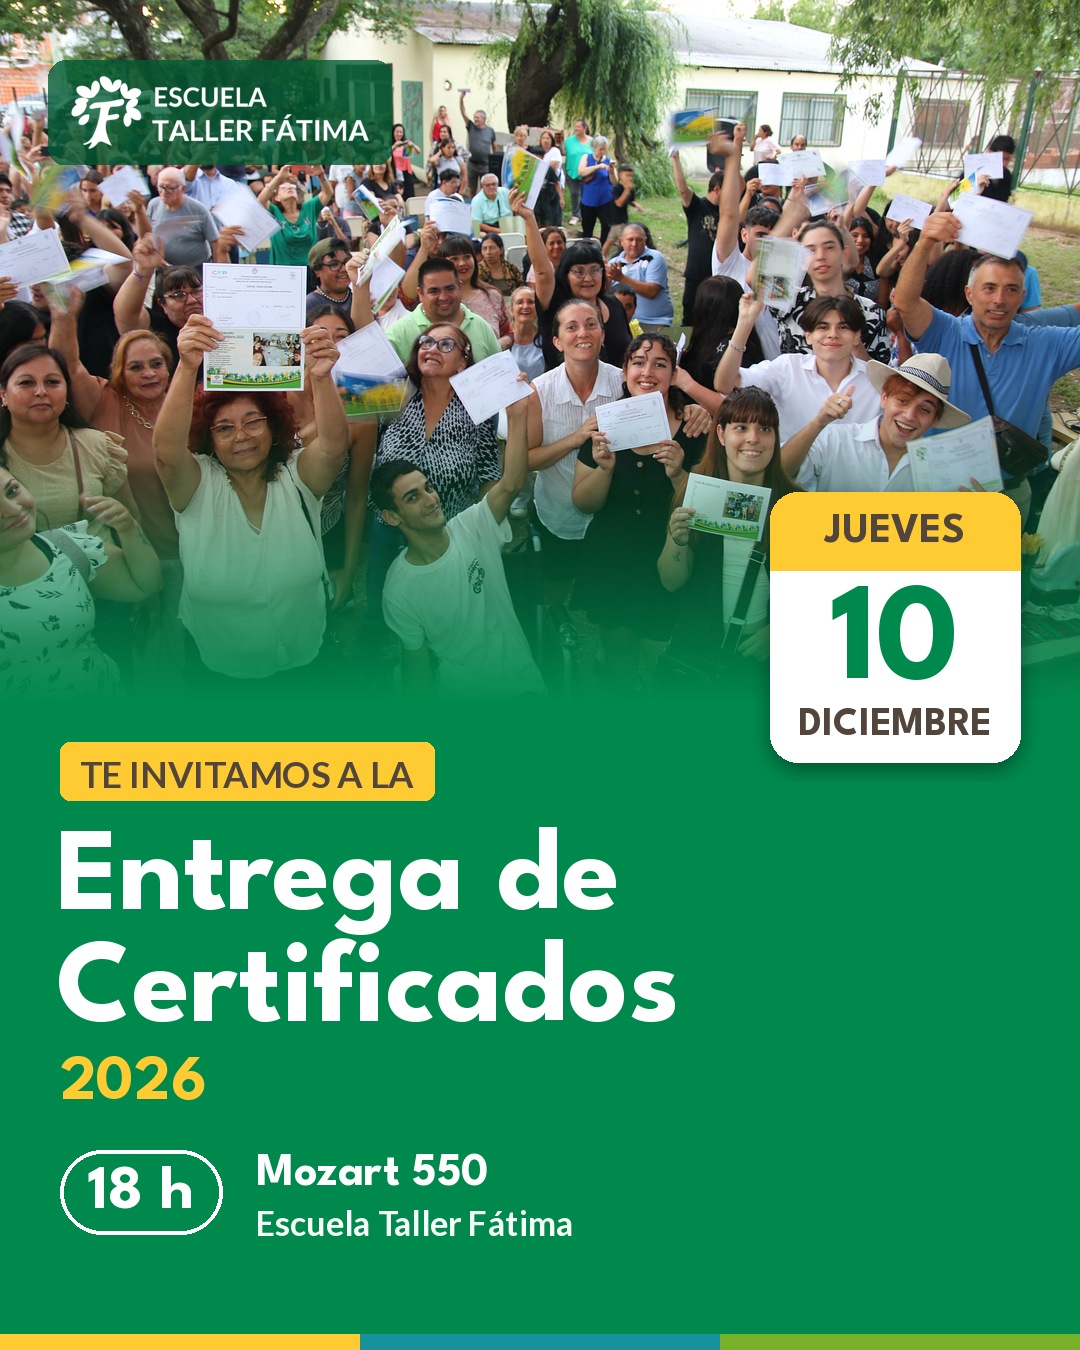 ESCUELA
TALLER FÁTIMA
CFP
JUEVES
10
DICIEMBRE
TE INVITAMOS A LA
Entrega de
Certificados
2026
18 h
Mozart 550
Escuela Taller Fátima